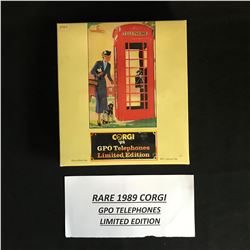 TELEPHONE
CORGI
GPO Telephones
Limited Edition
RARE 1989 CORGI
GPO TELEPHONES
LIMITED EDITION